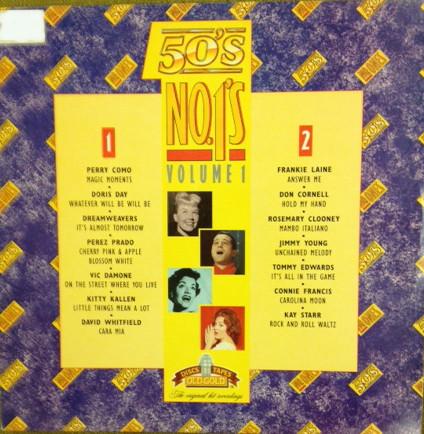 50's
NO.1's
VOLUME 1
1
PERRY COMO
MAGIC MOMENTS
DORIS DAY
WHATEVER WILL BE WILL BE
DREAMWEAVERS
IT'S ALMOST TOMORROW
PEREZ PRADO
CHERRY PINK & APPLE
BLOSSOM WHITE
VIC DAMONE
ON THE STREET WHERE YOU LIVE
KITTY KALLEN
LITTLE THINGS MEAN A LOT
DAVID WHITFIELD
CARA MIA
2
FRANKIE LAINE
ANSWER ME
DON CORNELL
HOLD MY HAND
ROSEMARY CLOONEY
MAMBO ITALIANO
JIMMY YOUNG
UNCHAINED MELODY
TOMMY EDWARDS
IT'S ALL IN THE GAME
CONNIE FRANCIS
CAROLINA MOON
KAY STARR
ROCK AND ROLL WALTZ
DISCS TAPES
OLD GOLD
The original hit recordings